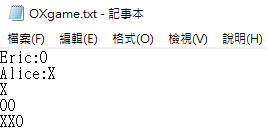 OXgame.txt - 記事本
檔案(F) 編輯(E) 格式(O) 檢視(V) 說明(H)
Eric:O
Alice:X
X
OO
XXO